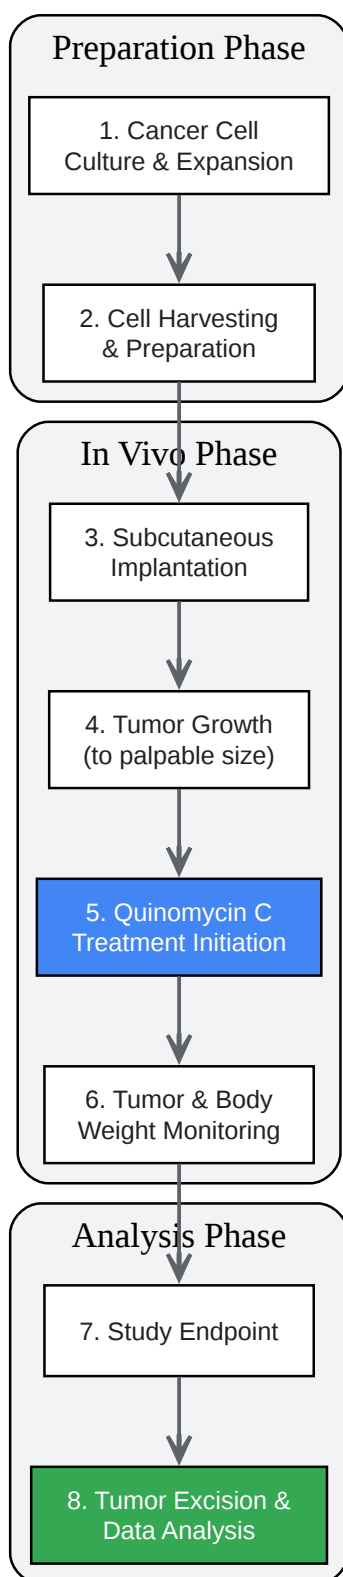 Preparation Phase
1. Cancer Cell
Culture & Expansion
2. Cell Harvesting
& Preparation
In Vivo Phase
3. Subcutaneous
Implantation
4. Tumor Growth
(to palpable size)
5. Quinomycin C
Treatment Initiation
6. Tumor & Body
Weight Monitoring
Analysis Phase
7. Study Endpoint
8. Tumor Excision &
Data Analysis